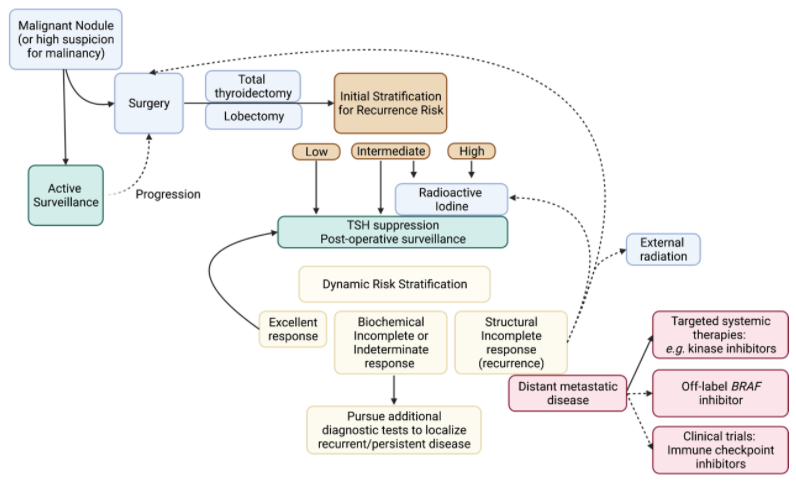 Malignant Nodule
(or high suspicion
for malinancy)
Surgery
Total
thyroidectomy
Lobectomy
Initial Stratification
for Recurrence Risk
Active
Surveillance
Progression
Low
Intermediate
High
Radioactive
Iodine
TSH suppression
Post-operative surveillance
External
radiation
Dynamic Risk Stratification
Excellent
response
Biochemical
Incomplete or
Indeterminate
response
Structural
Incomplete
response
(recurrence)
Distant metastatic
disease
Targeted systemic
therapies:
e.g. kinase inhibitors
Off-label BRAF
inhibitor
Clinical trials:
Immune checkpoint
inhibitors
Pursue additional
diagnostic tests to localize
recurrent/persistent disease